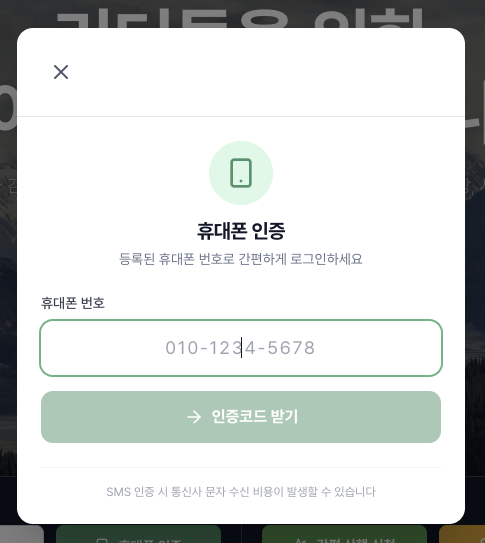 휴대폰 인증
등록된 휴대폰 번호로 간편하게 로그인하세요
휴대폰 번호
010-1234-5678
인증코드 받기
SMS 인증 시 통신사 문자 수신 비용이 발생할 수 있습니다